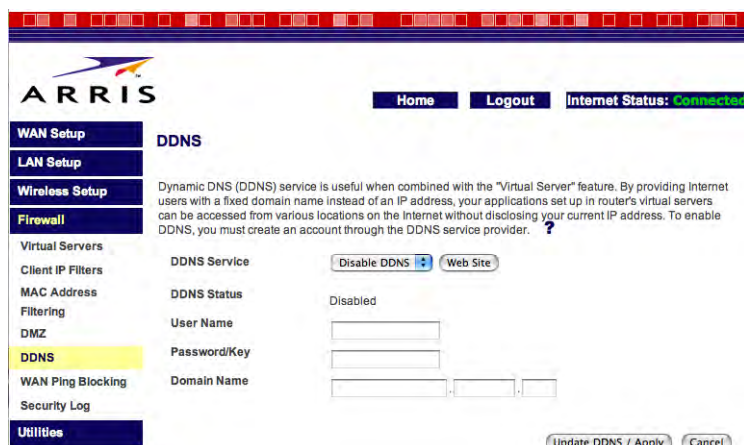 ARRIS
Home
Logout
Internet Status: Connected
WAN Setup
LAN Setup
Wireless Setup
Firewall
Virtual Servers
Client IP Filters
MAC Address
Filtering
DMZ
DDNS
WAN Ping Blocking
Security Log
Utilities
DDNS
Dynamic DNS (DDNS) service is useful when combined with the "Virtual Server" feature. By providing Internet
users with a fixed domain name instead of an IP address, your applications set up in router's virtual servers
can be accessed from various locations on the Internet without disclosing your current IP address. To enable
DDNS, you must create an account through the DDNS service provider. ?
DDNS Service Disable DDNS Web Site
DDNS Status Disabled
User Name
Password/Key
Domain Name . .
Update DDNS / Apply Cancel